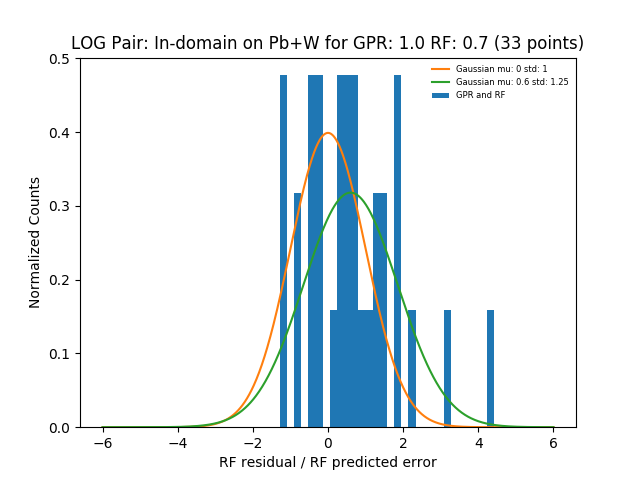 LOG Pair: In-domain on Pb+W for GPR: 1.0 RF: 0.7 (33 points)
Gaussian mu: 0 std: 1
Gaussian mu: 0.6 std: 1.25
GPR and RF
Normalized Counts
0.5
0.4
0.3
0.2
0.1
0.0
−6
−4
−2
0
2
4
6
RF residual / RF predicted error